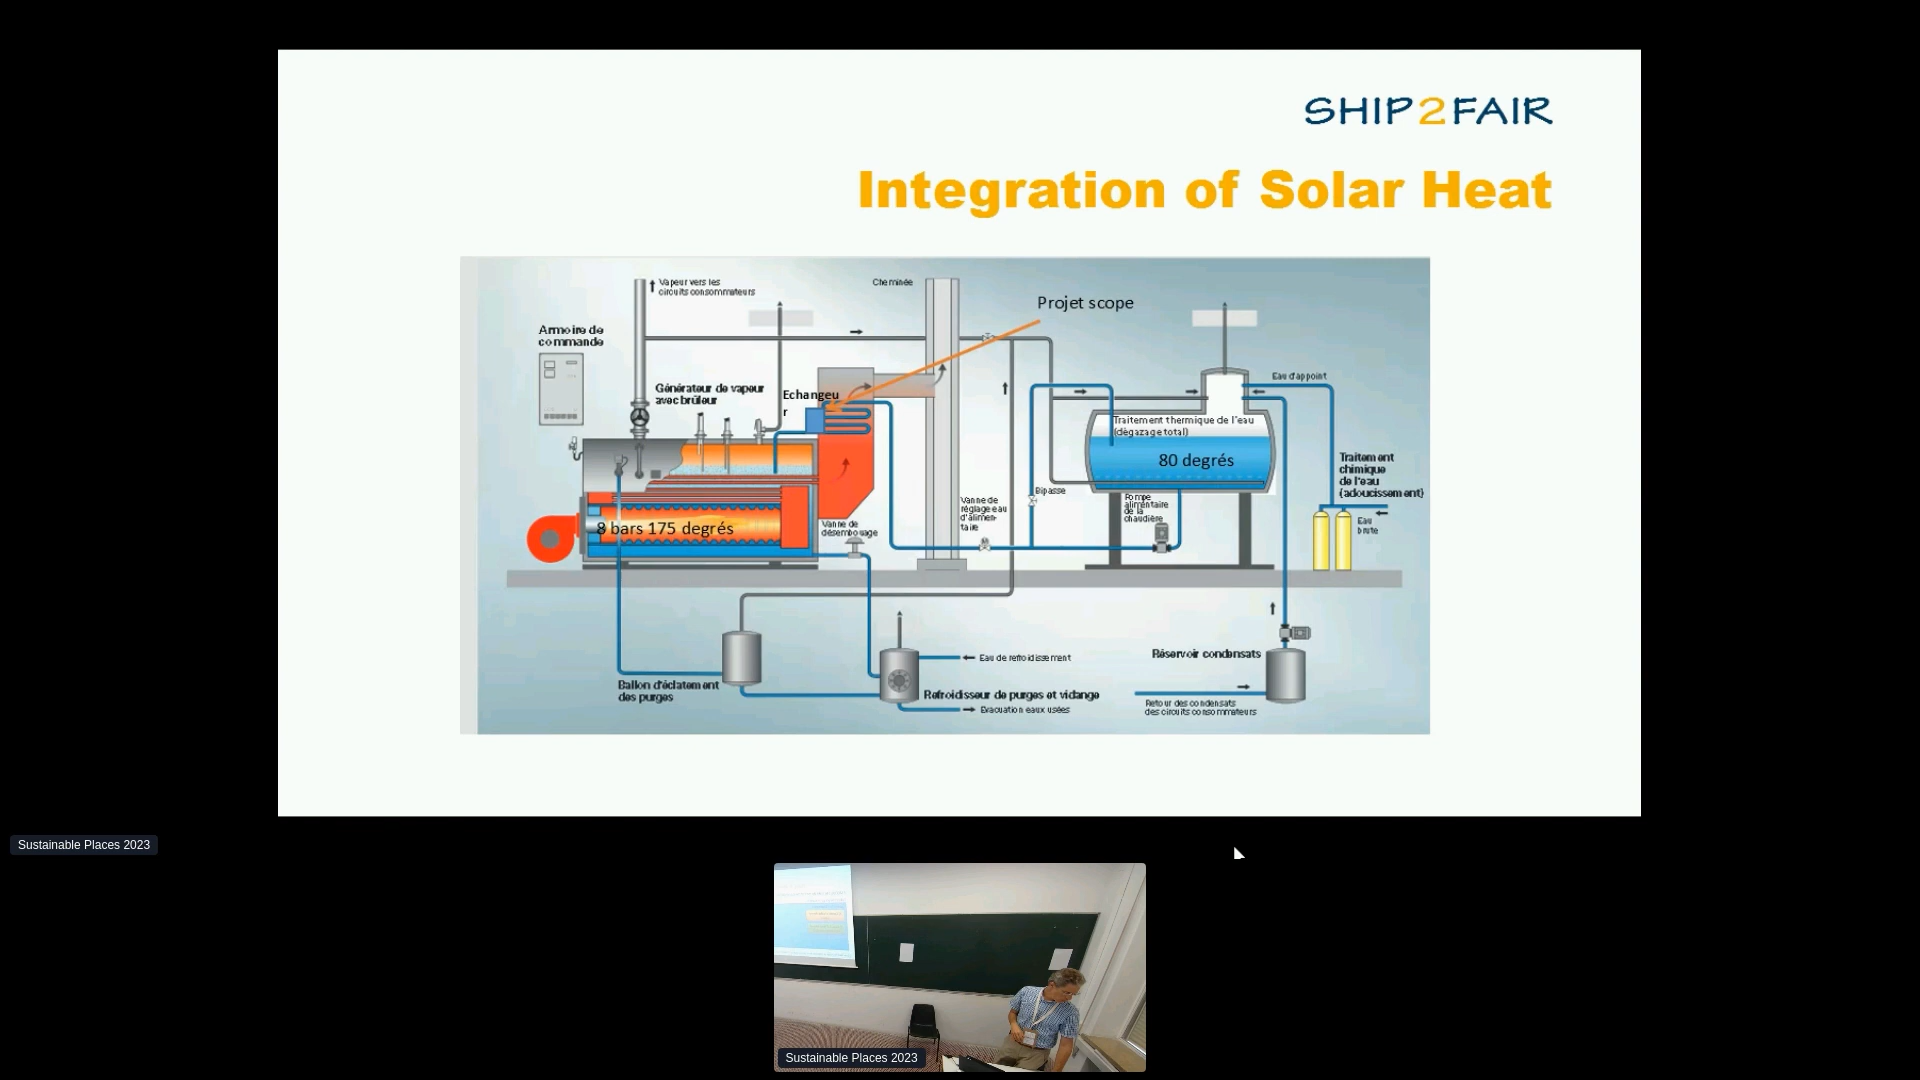 SHIP2FAIR
Integration of Solar Heat
Vapeur vers les
circuits consommateurs
Cheminée
Projet scope
Armoire de
commande
Générateur de vapeur
avec brûleur
Echangeu
r
Eau d'appoint
Traitement thermique de l'eau
(dégazage total)
80 degrés
Traitement
chimique
de l'eau
(adoucissement)
Eau
brute
Bipasse
Vanne de
réglage eau
d'alimen-
taire
Pompe
alimentaire
de la
chaudière
8 bars 175 degrés
Vanne de
désembouage
Ballon d'éclatement
des purges
Eau de refroidissement
Refroidisseur de purges et vidange
Evacuation eaux usées
Réservoir condensats
Retour des condensats
des circuits consommateurs
Sustainable Places 2023
Sustainable Places 2023